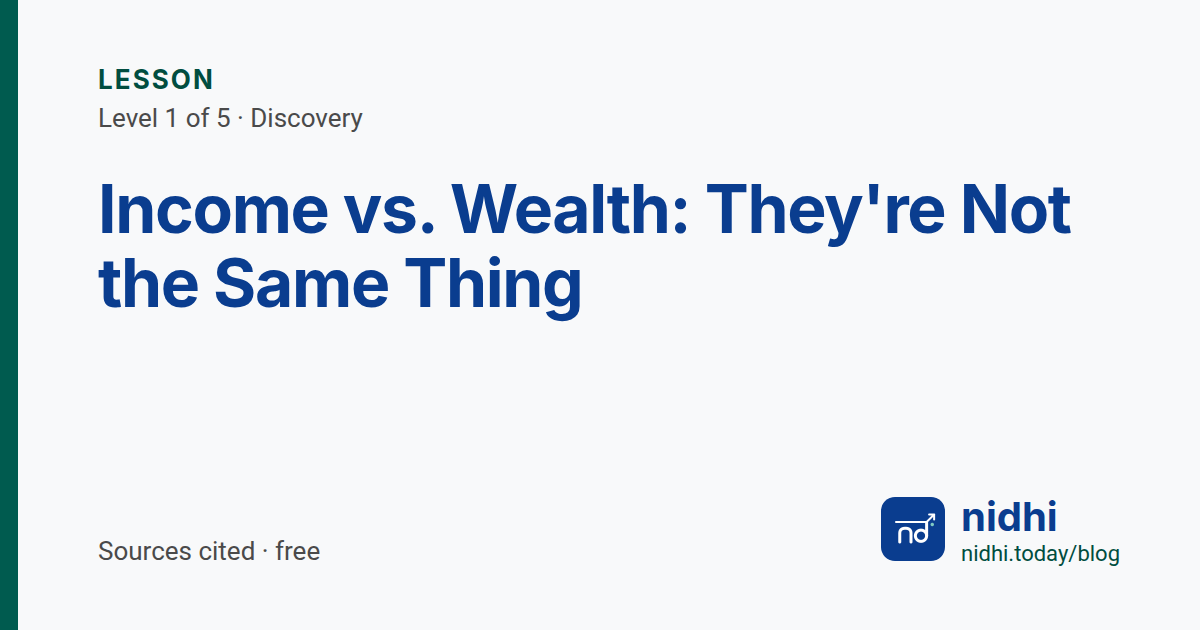 LESSON
Level 1 of 5 · Discovery
Income vs. Wealth: They're Not
the Same Thing
Sources cited · free
nd
nidhi
nidhi.today/blog